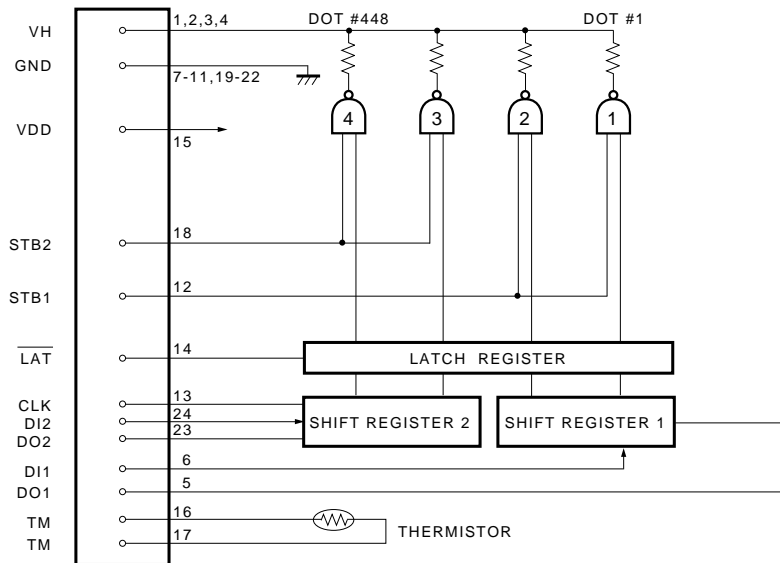 VH 1,2,3,4 DOT #448 DOT #1
GND 7-11,19-22
4 3 2 1
VDD 15
STB2 18
STB1 12
LAT 14 LATCH REGISTER
CLK 13
DI2 24 SHIFT REGISTER 2 SHIFT REGISTER 1
DO2 23
DI1 6
DO1 5
TM 16
THERMISTOR
TM 17